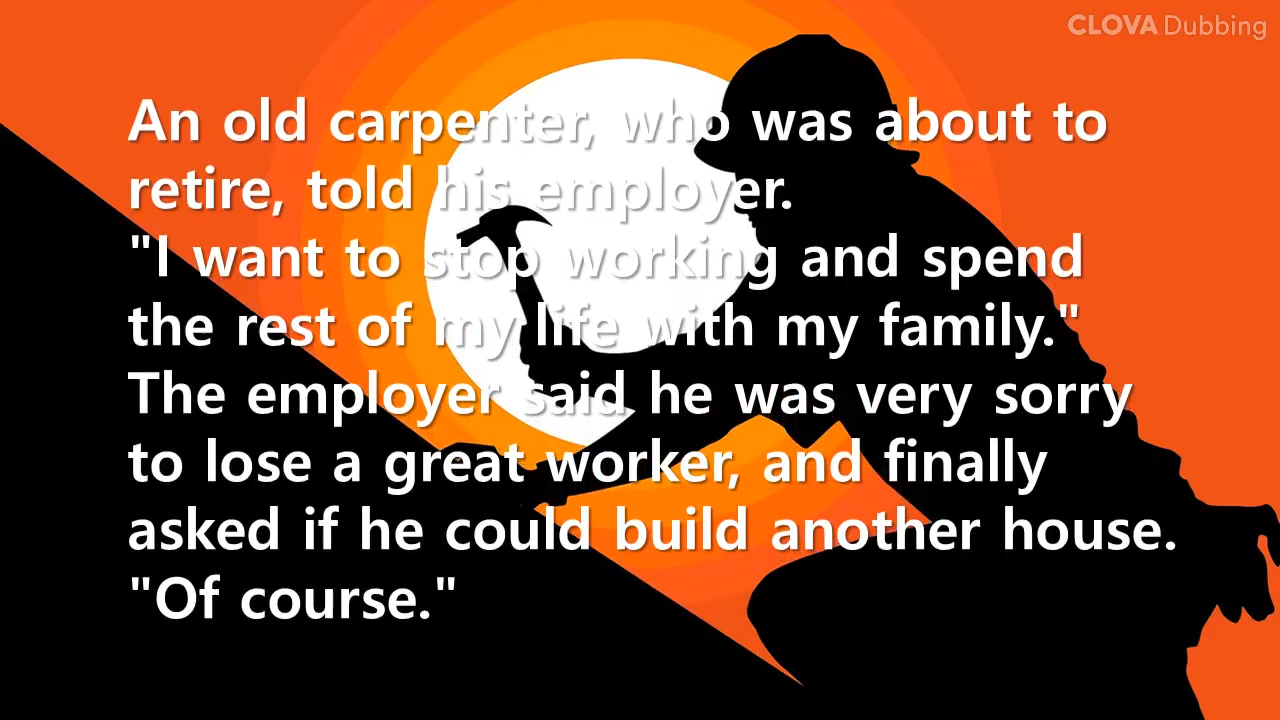 CLOVA Dubbing
An old carpenter, who was about to
retire, told his employer.
"I want to stop working and spend
the rest of my life with my family."
The employer said he was very sorry
to lose a great worker, and finally
asked if he could build another house.
"Of course."